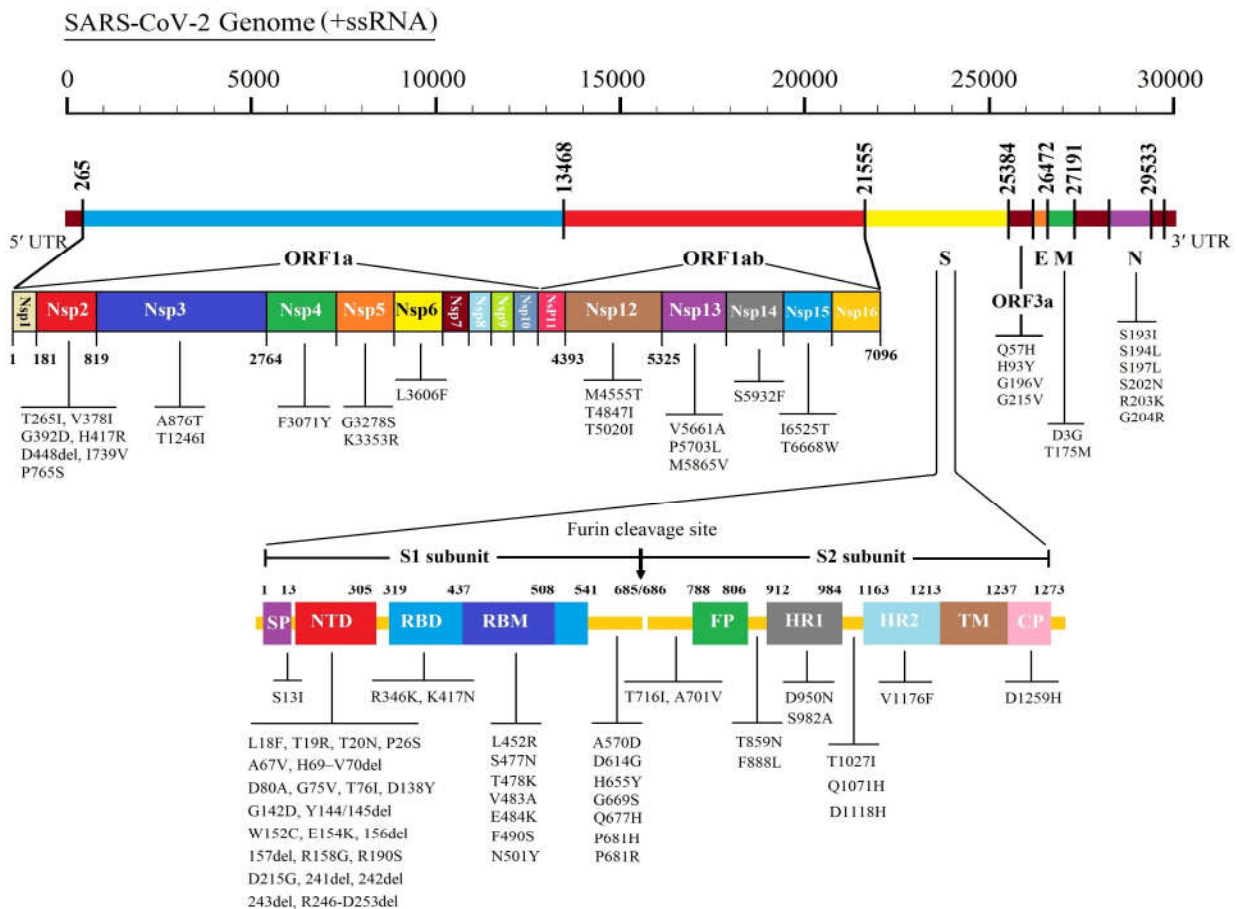 SARS-CoV-2 Genome (+ssRNA)
0 5000 10000 15000 20000 25000 30000
265 13468 21555 25384 26472 27191 29533
5′ UTR
3′ UTR
ORF1a ORF1ab
S E M N
ORF3a
Nsp1 Nsp2 Nsp3 Nsp4 Nsp5 Nsp6 Nsp7 Nsp8 Nsp9 Nsp10 NsP11 Nsp12 Nsp13 Nsp14 Nsp15 Nsp16
1 181 819 2764 4393 5325 7096
T265I, V378I
G392D, H417R
D448del, I739V
P765S
A876T
T1246I
F3071Y
G3278S
K3353R
L3606F
M4555T
T4847I
T5020I
V5661A
P5703L
M5865V
S5932F
I6525T
T6668W
Q57H
H93Y
G196V
G215V
D3G
T175M
S193I
S194L
S197L
S202N
R203K
G204R
Furin cleavage site
S1 subunit S2 subunit
1 13 305 319 437 508 541 685/686 788 806 912 984 1163 1213 1237 1273
SP NTD RBD RBM FP HR1 HR2 TM CP
S13I
L18F, T19R, T20N, P26S
A67V, H69–V70del
D80A, G75V, T76I, D138Y
G142D, Y144/145del
W152C, E154K, 156del
157del, R158G, R190S
D215G, 241del, 242del
243del, R246-D253del
R346K, K417N
L452R
S477N
T478K
V483A
E484K
F490S
N501Y
A570D
D614G
H655Y
G669S
Q677H
P681H
P681R
T716I, A701V
T859N
F888L
D950N
S982A
T1027I
Q1071H
D1118H
V1176F
D1259H